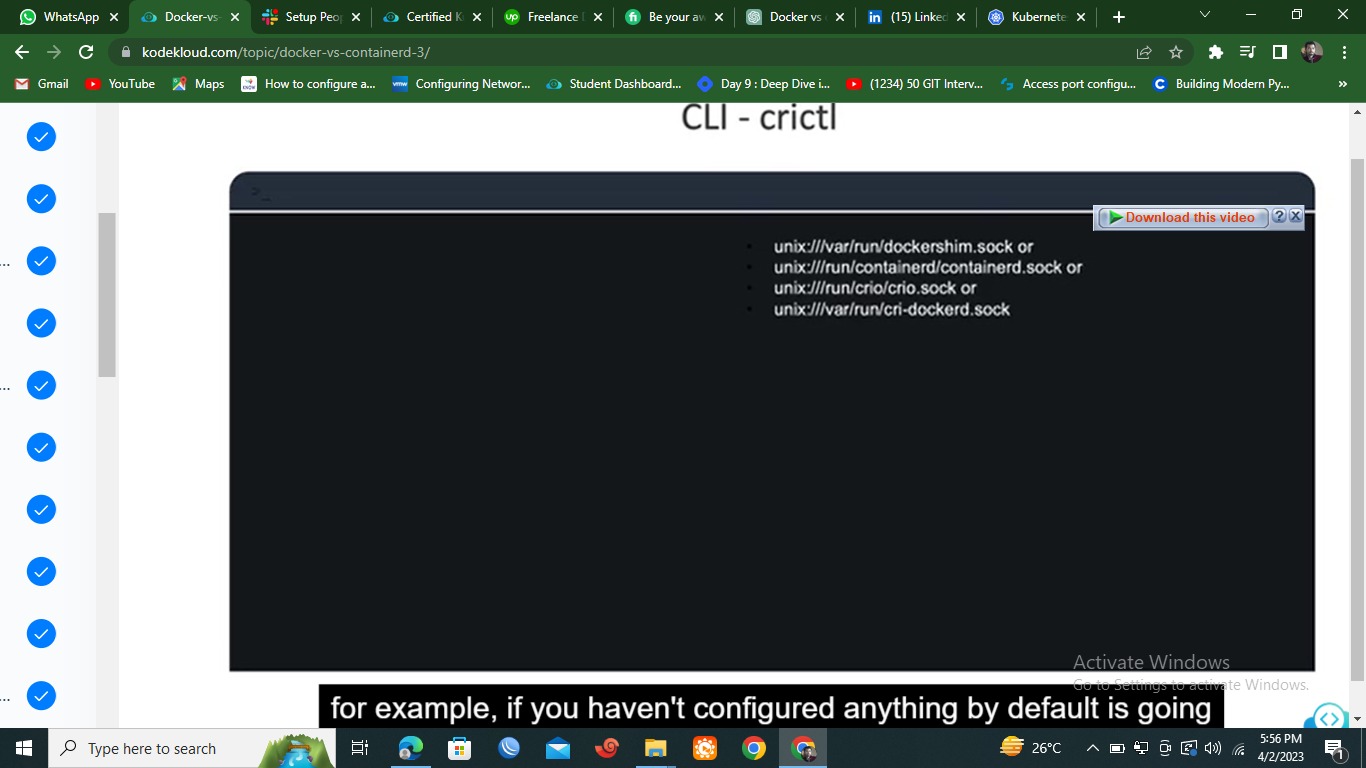 WhatsApp
Docker-vs-
Setup Peo
Certified K
Freelance
Be your
Docker vs
(15) Linked
Kubernete
kodekloud.com/topic/docker-vs-containerd-3/
Gmail
YouTube
Maps
How to configure a...
Configuring Networ...
Student Dashboard...
Day 9 : Deep Dive i...
(1234) 50 GIT Interv...
Access port configu...
Building Modern Py...
»
CLI - crictl
>_
Download this video
unix:///var/run/dockershim.sock or
unix:///run/containerd/containerd.sock or
unix:///run/crio/crio.sock or
unix:///var/run/cri-dockerd.sock
Activate Windows
Go to Settings to activate Windows.
for example, if you haven't configured anything by default is going
Type here to search
26°C
5:56 PM
4/2/2023
1